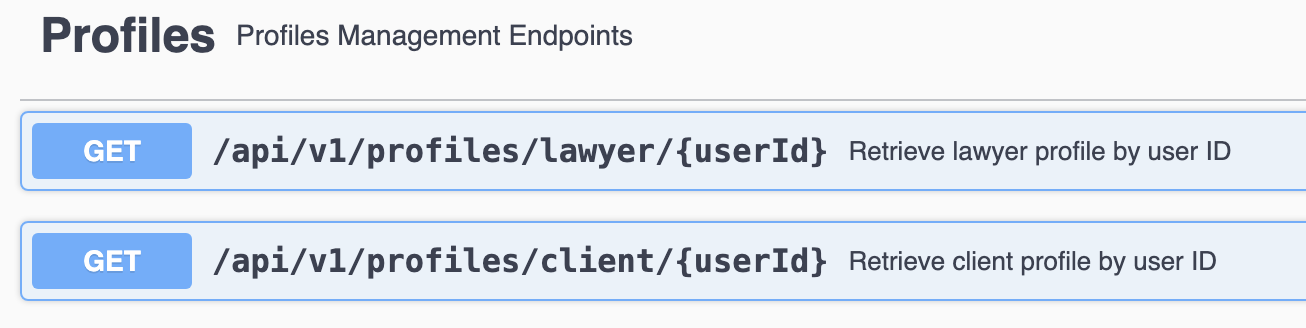 Profiles Profiles Management Endpoints
GET /api/v1/profiles/lawyer/{userId} Retrieve lawyer profile by user ID
GET /api/v1/profiles/client/{userId} Retrieve client profile by user ID